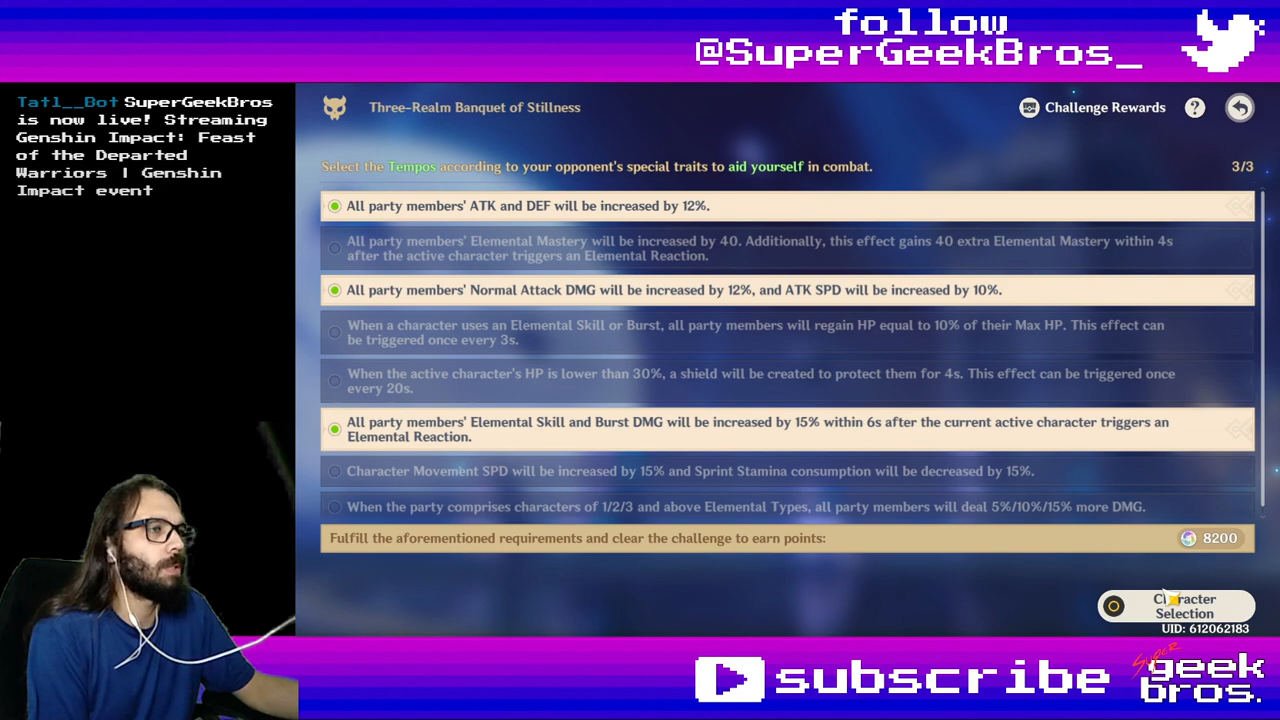 follow
@SuperGeekBros_
Tatl__Bot SuperGeekBros
is now live! Streaming
Genshin Impact: Feast
of the Departed
Warriors | Genshin
Impact event
Three-Realm Banquet of Stillness
Challenge Rewards
?
Select the Tempos according to your opponent's special traits to aid yourself in combat.
3/3
All party members' ATK and DEF will be increased by 12%.
All party members' Elemental Mastery will be increased by 40. Additionally, this effect gains 40 extra Elemental Mastery within 4s
after the active character triggers an Elemental Reaction.
All party members' Normal Attack DMG will be increased by 12%, and ATK SPD will be increased by 10%.
When a character uses an Elemental Skill or Burst, all party members will regain HP equal to 10% of their Max HP. This effect can
be triggered once every 3s.
When the active character's HP is lower than 30%, a shield will be created to protect them for 4s. This effect can be triggered once
every 20s.
All party members' Elemental Skill and Burst DMG will be increased by 15% within 6s after the current active character triggers an
Elemental Reaction.
Character Movement SPD will be increased by 15% and Sprint Stamina consumption will be decreased by 15%.
When the party comprises characters of 1/2/3 and above Elemental Types, all party members will deal 5%/10%/15% more DMG.
Fulfill the aforementioned requirements and clear the challenge to earn points:
8200
Character
Selection
UID: 612062183
subscribe
SUPER
geek
bros.